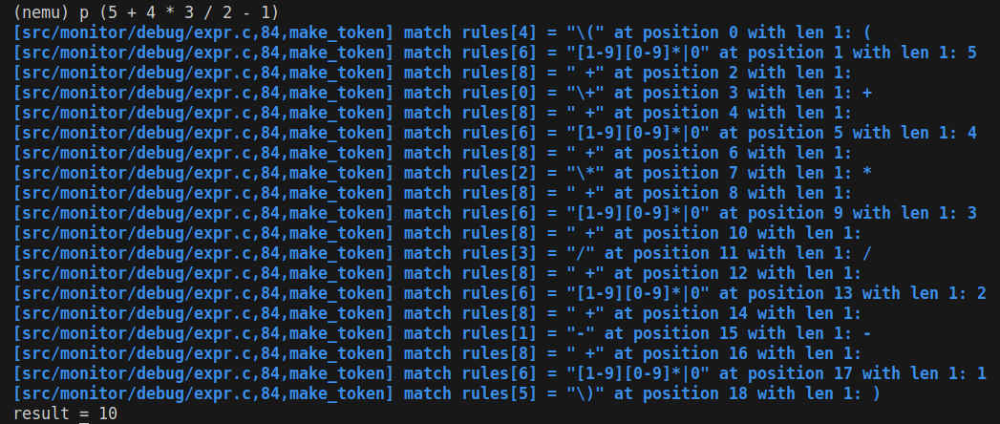 (nemu) p (5 + 4 * 3 / 2 - 1)
[src/monitor/debug/expr.c,84,make_token] match rules[4] = "\(" at position 0 with len 1: (
[src/monitor/debug/expr.c,84,make_token] match rules[6] = "[1-9][0-9]*|0" at position 1 with len 1: 5
[src/monitor/debug/expr.c,84,make_token] match rules[8] = " +" at position 2 with len 1:
[src/monitor/debug/expr.c,84,make_token] match rules[0] = "\+" at position 3 with len 1: +
[src/monitor/debug/expr.c,84,make_token] match rules[8] = " +" at position 4 with len 1:
[src/monitor/debug/expr.c,84,make_token] match rules[6] = "[1-9][0-9]*|0" at position 5 with len 1: 4
[src/monitor/debug/expr.c,84,make_token] match rules[8] = " +" at position 6 with len 1:
[src/monitor/debug/expr.c,84,make_token] match rules[2] = "\*" at position 7 with len 1: *
[src/monitor/debug/expr.c,84,make_token] match rules[8] = " +" at position 8 with len 1:
[src/monitor/debug/expr.c,84,make_token] match rules[6] = "[1-9][0-9]*|0" at position 9 with len 1: 3
[src/monitor/debug/expr.c,84,make_token] match rules[8] = " +" at position 10 with len 1:
[src/monitor/debug/expr.c,84,make_token] match rules[3] = "/" at position 11 with len 1: /
[src/monitor/debug/expr.c,84,make_token] match rules[8] = " +" at position 12 with len 1:
[src/monitor/debug/expr.c,84,make_token] match rules[6] = "[1-9][0-9]*|0" at position 13 with len 1: 2
[src/monitor/debug/expr.c,84,make_token] match rules[8] = " +" at position 14 with len 1:
[src/monitor/debug/expr.c,84,make_token] match rules[1] = "-" at position 15 with len 1: -
[src/monitor/debug/expr.c,84,make_token] match rules[8] = " +" at position 16 with len 1:
[src/monitor/debug/expr.c,84,make_token] match rules[6] = "[1-9][0-9]*|0" at position 17 with len 1: 1
[src/monitor/debug/expr.c,84,make_token] match rules[5] = "\)" at position 18 with len 1: )
result = 10